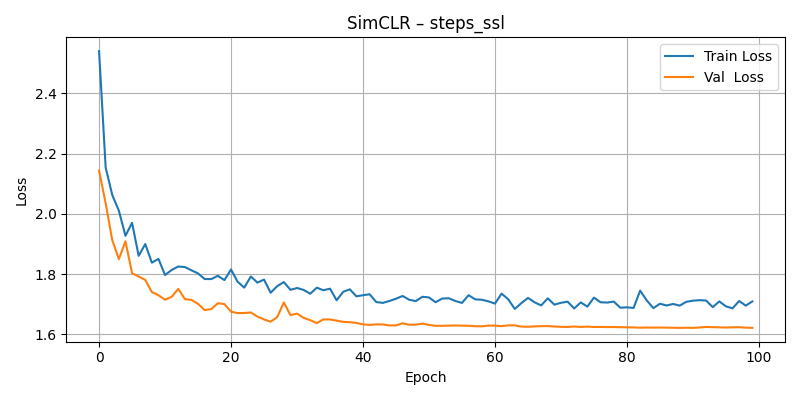 SimCLR – steps_ssl
Train Loss
Val  Loss
Loss
2.4
2.2
2.0
1.8
1.6
0
20
40
60
80
100
Epoch